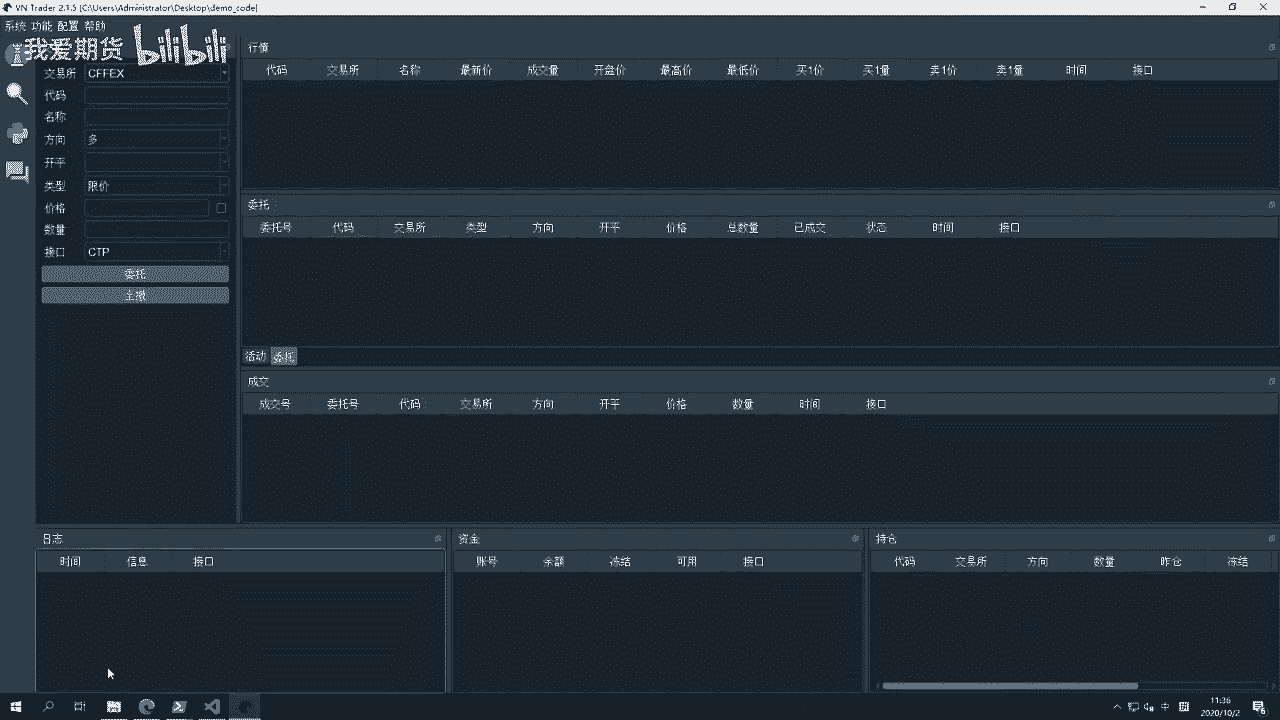 VN Trader 2.1.5 [C:\Users\Administrator\Desktop\demo_code]
系统 功能 配置 帮助
我爱期货 bilibili
交易所 CFFEX
代码
名称
方向 多
开平
类型 限价
价格
数量
接口 CTP
委托
全撤
行情
代码 交易所 名称 最新价 成交量 开盘价 最高价 最低价 买1价 买1量 卖1价 卖1量 时间 接口
委托
委托号 代码 交易所 类型 方向 开平 价格 总数量 已成交 状态 时间 接口
活动 委托
成交
成交号 委托号 代码 交易所 方向 开平 价格 数量 时间 接口
日志
时间 信息 接口
资金
账号 余额 冻结 可用 接口
持仓
代码 交易所 方向 数量 昨仓 冻结
中 拼
11:36
2020/10/2